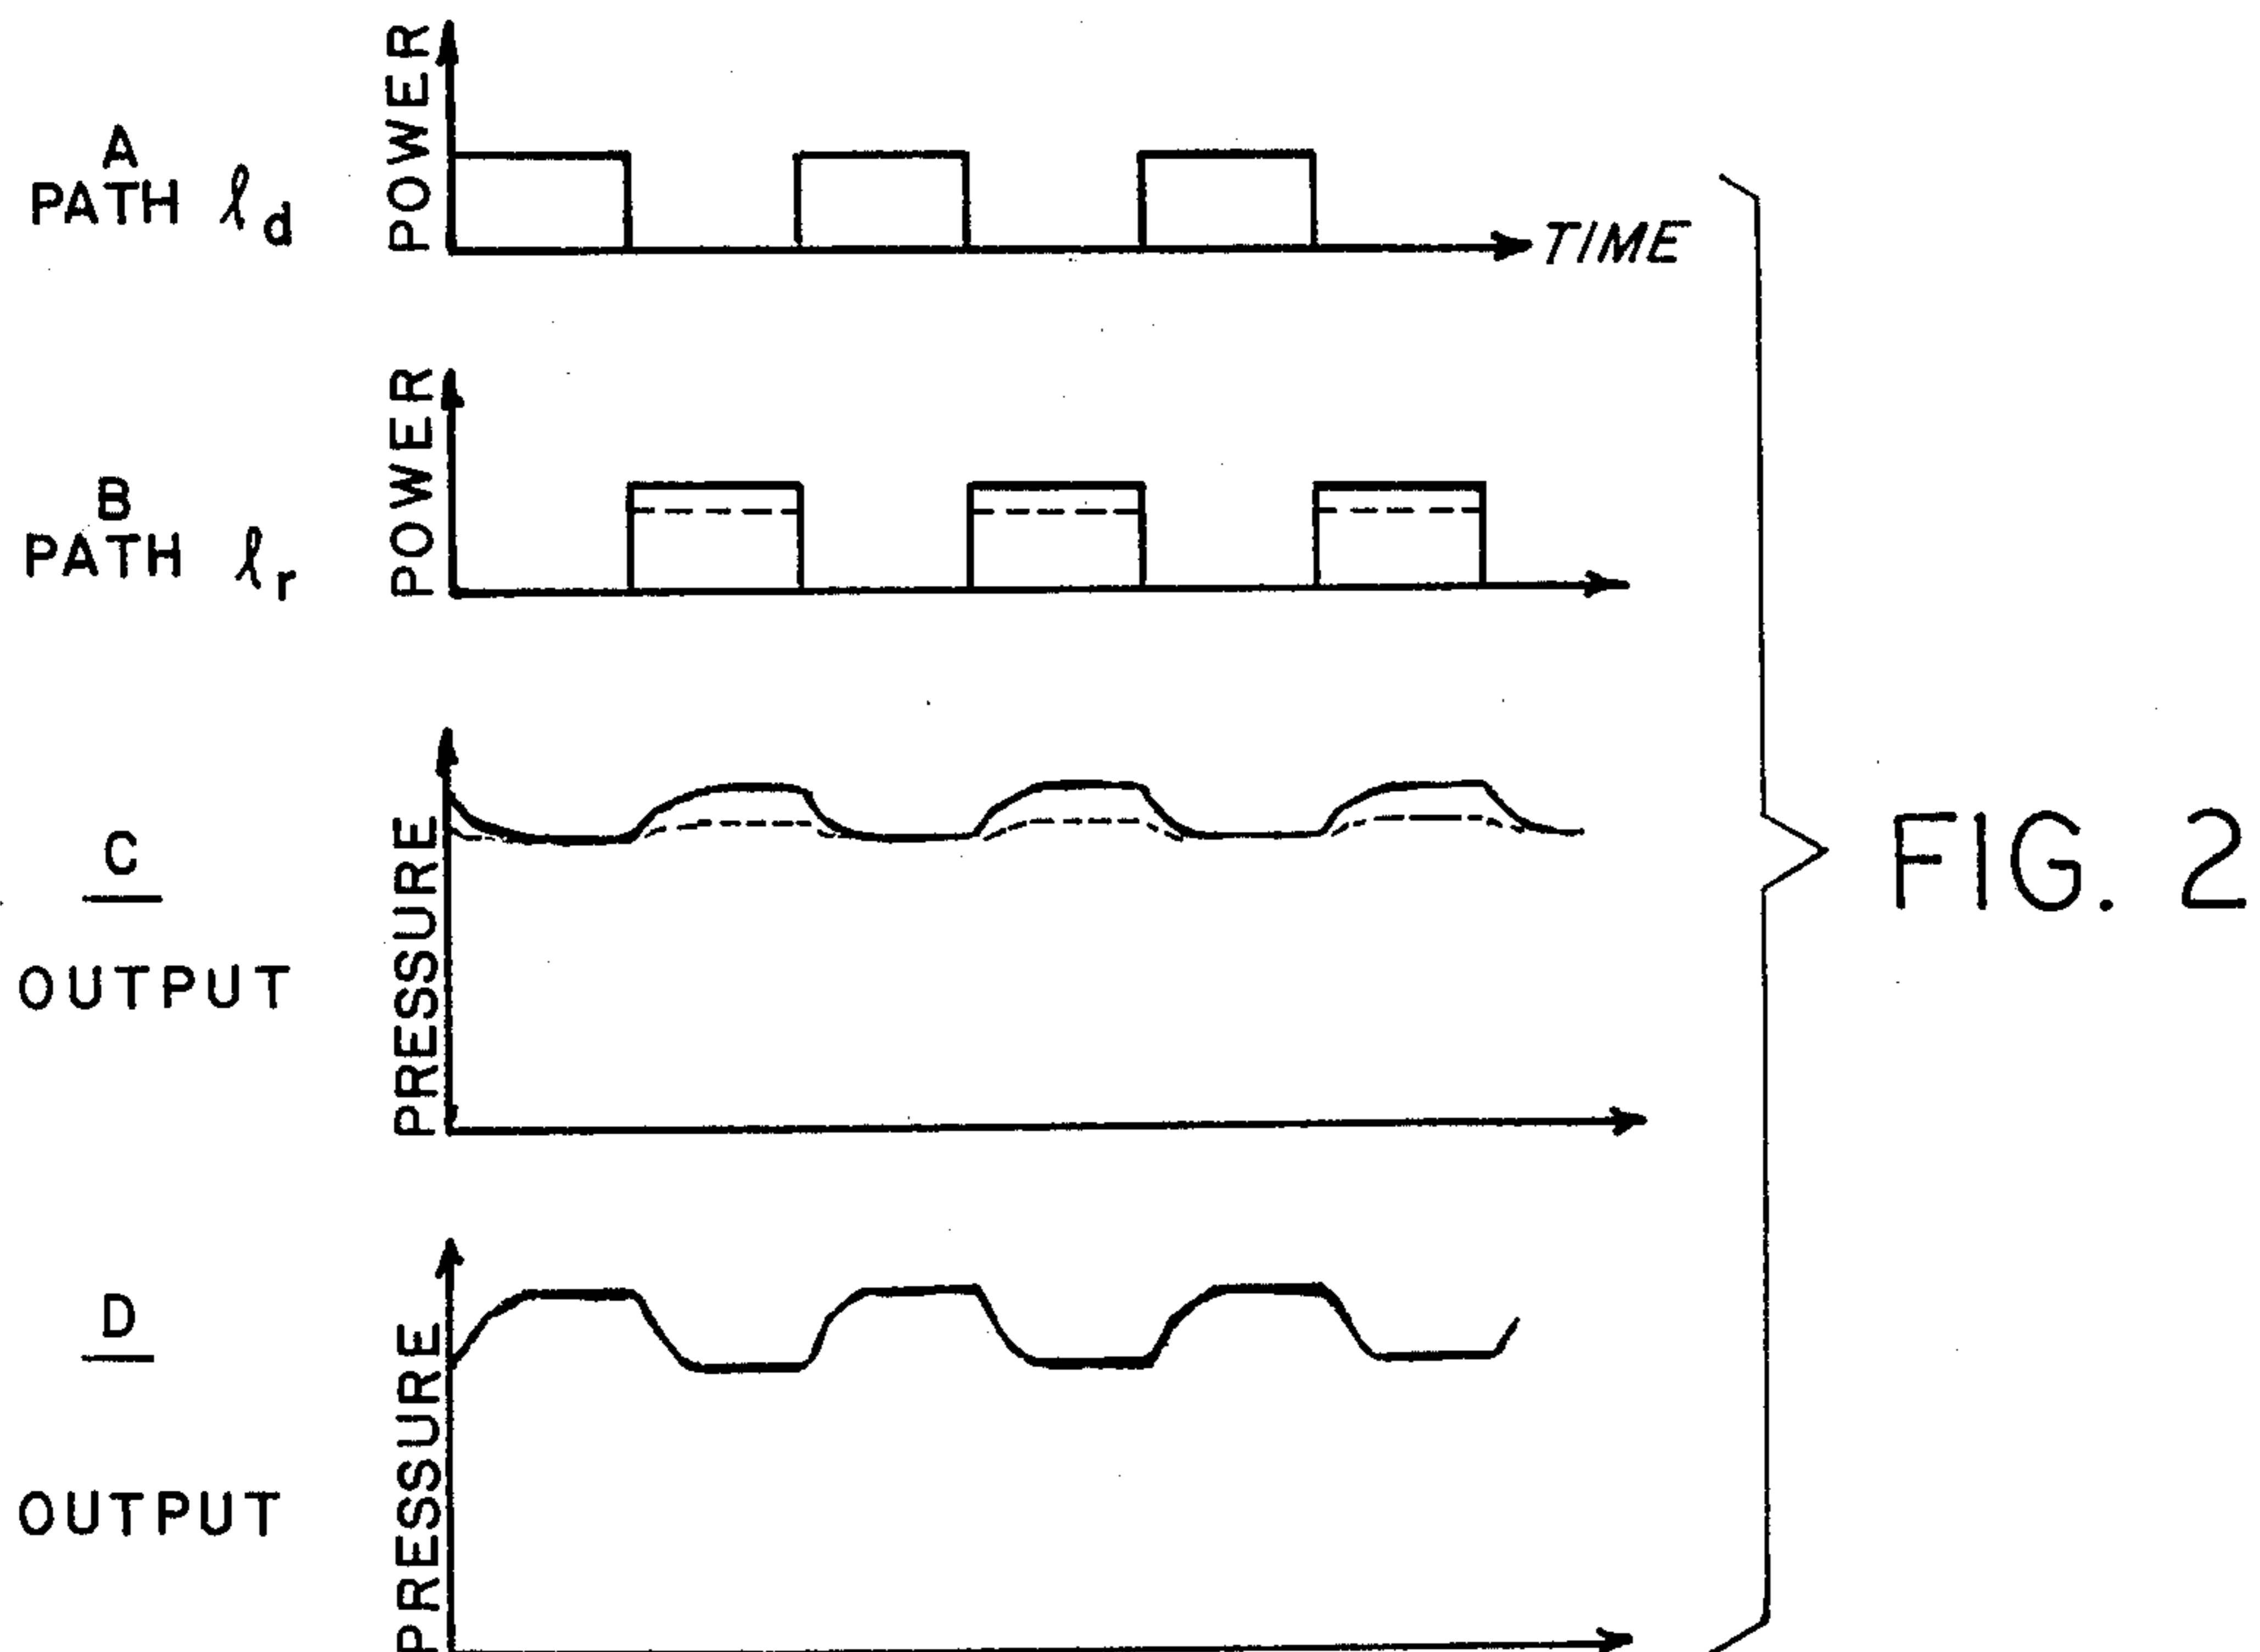 POWER
A
PATH ℓd
TIME
POWER
B
PATH ℓr
PRESSURE
C
OUTPUT
FIG. 2
PRESSURE
D
OUTPUT